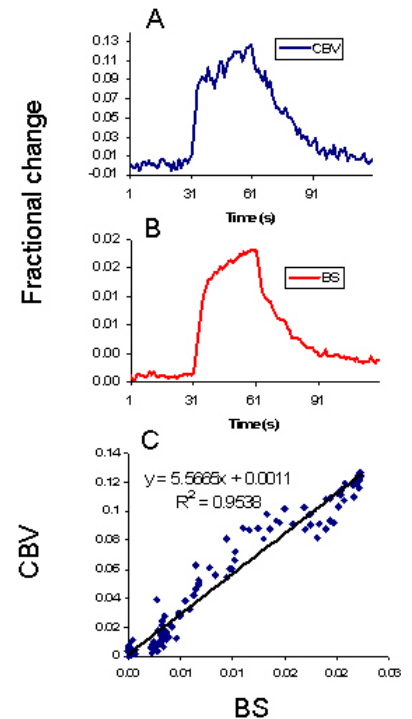 A
Fractional change
0.13
0.11
0.09
0.07
0.05
0.03
0.01
-0.01
CBV
1 31 61 91
Time (s)
B
0.02
0.02
0.01
0.01
0.00
0.00
BS
1 31 61 91
Time (s)
C
0.14
0.12
0.1
0.08
0.06
0.04
0.02
0
y = 5.5665x + 0.0011
R2 = 0.9538
CBV
0.00 0.01 0.01 0.02 0.02 0.03
BS